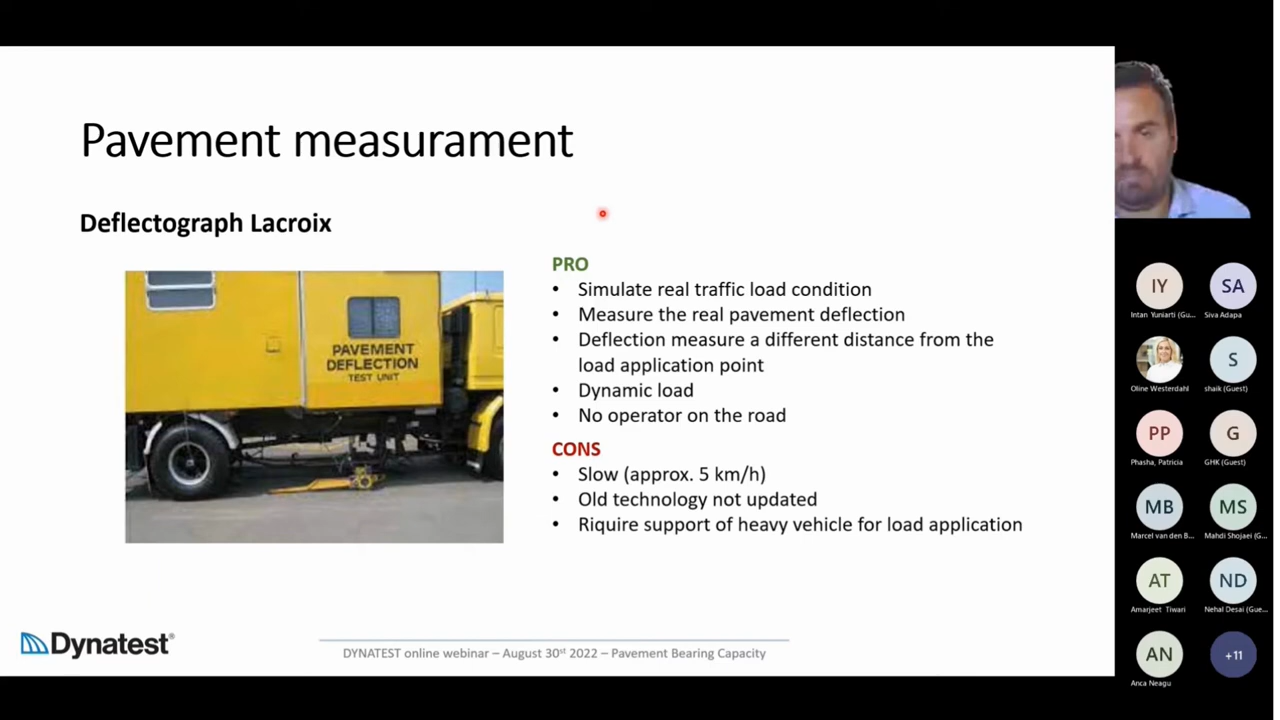 Pavement measurament
Deflectograph Lacroix
PAVEMENT
DEFLECTION
TEST UNIT
PRO
• Simulate real traffic load condition
• Measure the real pavement deflection
• Deflection measure a different distance from the
load application point
• Dynamic load
• No operator on the road
CONS
• Slow (approx. 5 km/h)
• Old technology not updated
• Riquire support of heavy vehicle for load application
Dynatest®
DYNATEST online webinar – August 30st 2022 – Pavement Bearing Capacity
IY
Intan Yuniarti (Gu...
SA
Siva Adapa
Oline Westerdahl
S
shaik (Guest)
PP
Phasha, Patricia
G
GHK (Guest)
MB
Marcel van den B...
MS
Mahdi Shojaei (G...
AT
Amarjeet Tiwari
ND
Nehal Desai (Gue...
AN
Anca Neagu
+11